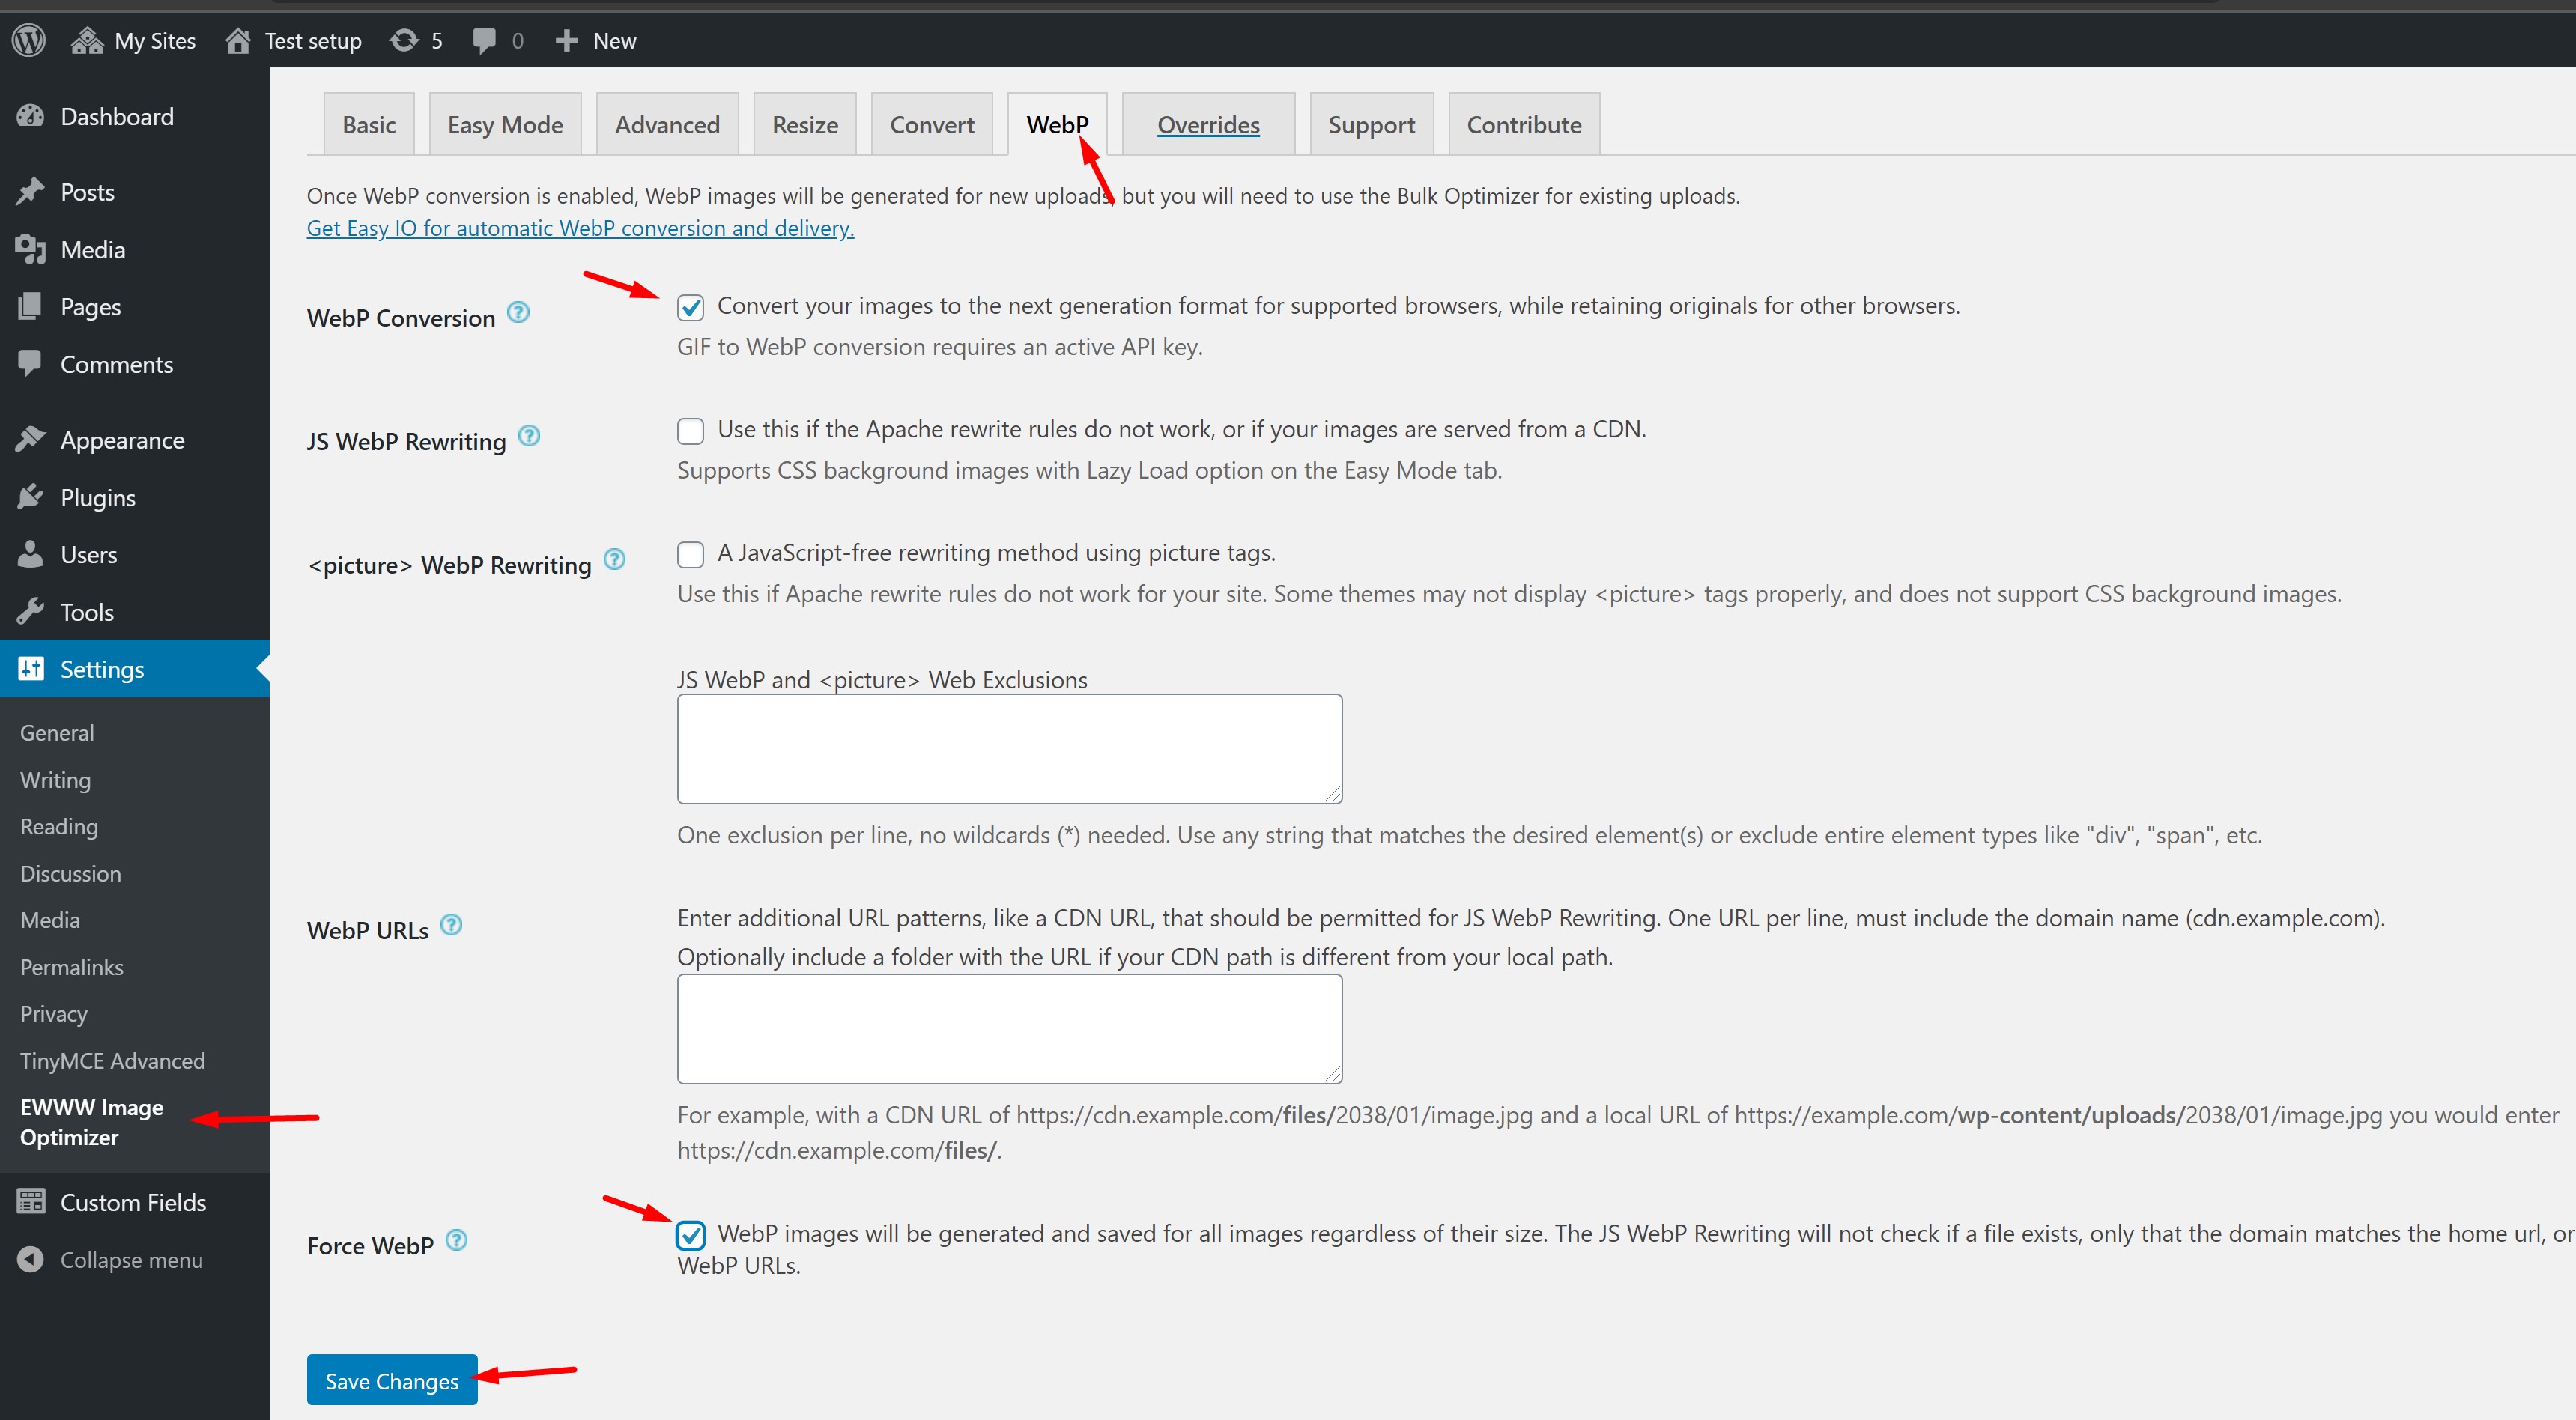 My Sites
Test setup
5
0
New
Dashboard
Posts
Media
Pages
Comments
Appearance
Plugins
Users
Tools
Settings
General
Writing
Reading
Discussion
Media
Permalinks
Privacy
TinyMCE Advanced
EWWW Image
Optimizer
Custom Fields
Collapse menu
Basic
Easy Mode
Advanced
Resize
Convert
WebP
Overrides
Support
Contribute
Once WebP conversion is enabled, WebP images will be generated for new uploads, but you will need to use the Bulk Optimizer for existing uploads.
Get Easy IO for automatic WebP conversion and delivery.
WebP Conversion
Convert your images to the next generation format for supported browsers, while retaining originals for other browsers.
GIF to WebP conversion requires an active API key.
JS WebP Rewriting
Use this if the Apache rewrite rules do not work, or if your images are served from a CDN.
Supports CSS background images with Lazy Load option on the Easy Mode tab.
<picture> WebP Rewriting
A JavaScript-free rewriting method using picture tags.
Use this if Apache rewrite rules do not work for your site. Some themes may not display <picture> tags properly, and does not support CSS background images.
JS WebP and <picture> Web Exclusions
One exclusion per line, no wildcards (*) needed. Use any string that matches the desired element(s) or exclude entire element types like "div", "span", etc.
WebP URLs
Enter additional URL patterns, like a CDN URL, that should be permitted for JS WebP Rewriting. One URL per line, must include the domain name (cdn.example.com).
Optionally include a folder with the URL if your CDN path is different from your local path.
For example, with a CDN URL of https://cdn.example.com/files/2038/01/image.jpg and a local URL of https://example.com/wp-content/uploads/2038/01/image.jpg you would enter
https://cdn.example.com/files/.
Force WebP
WebP images will be generated and saved for all images regardless of their size. The JS WebP Rewriting will not check if a file exists, only that the domain matches the home url, or
WebP URLs.
Save Changes